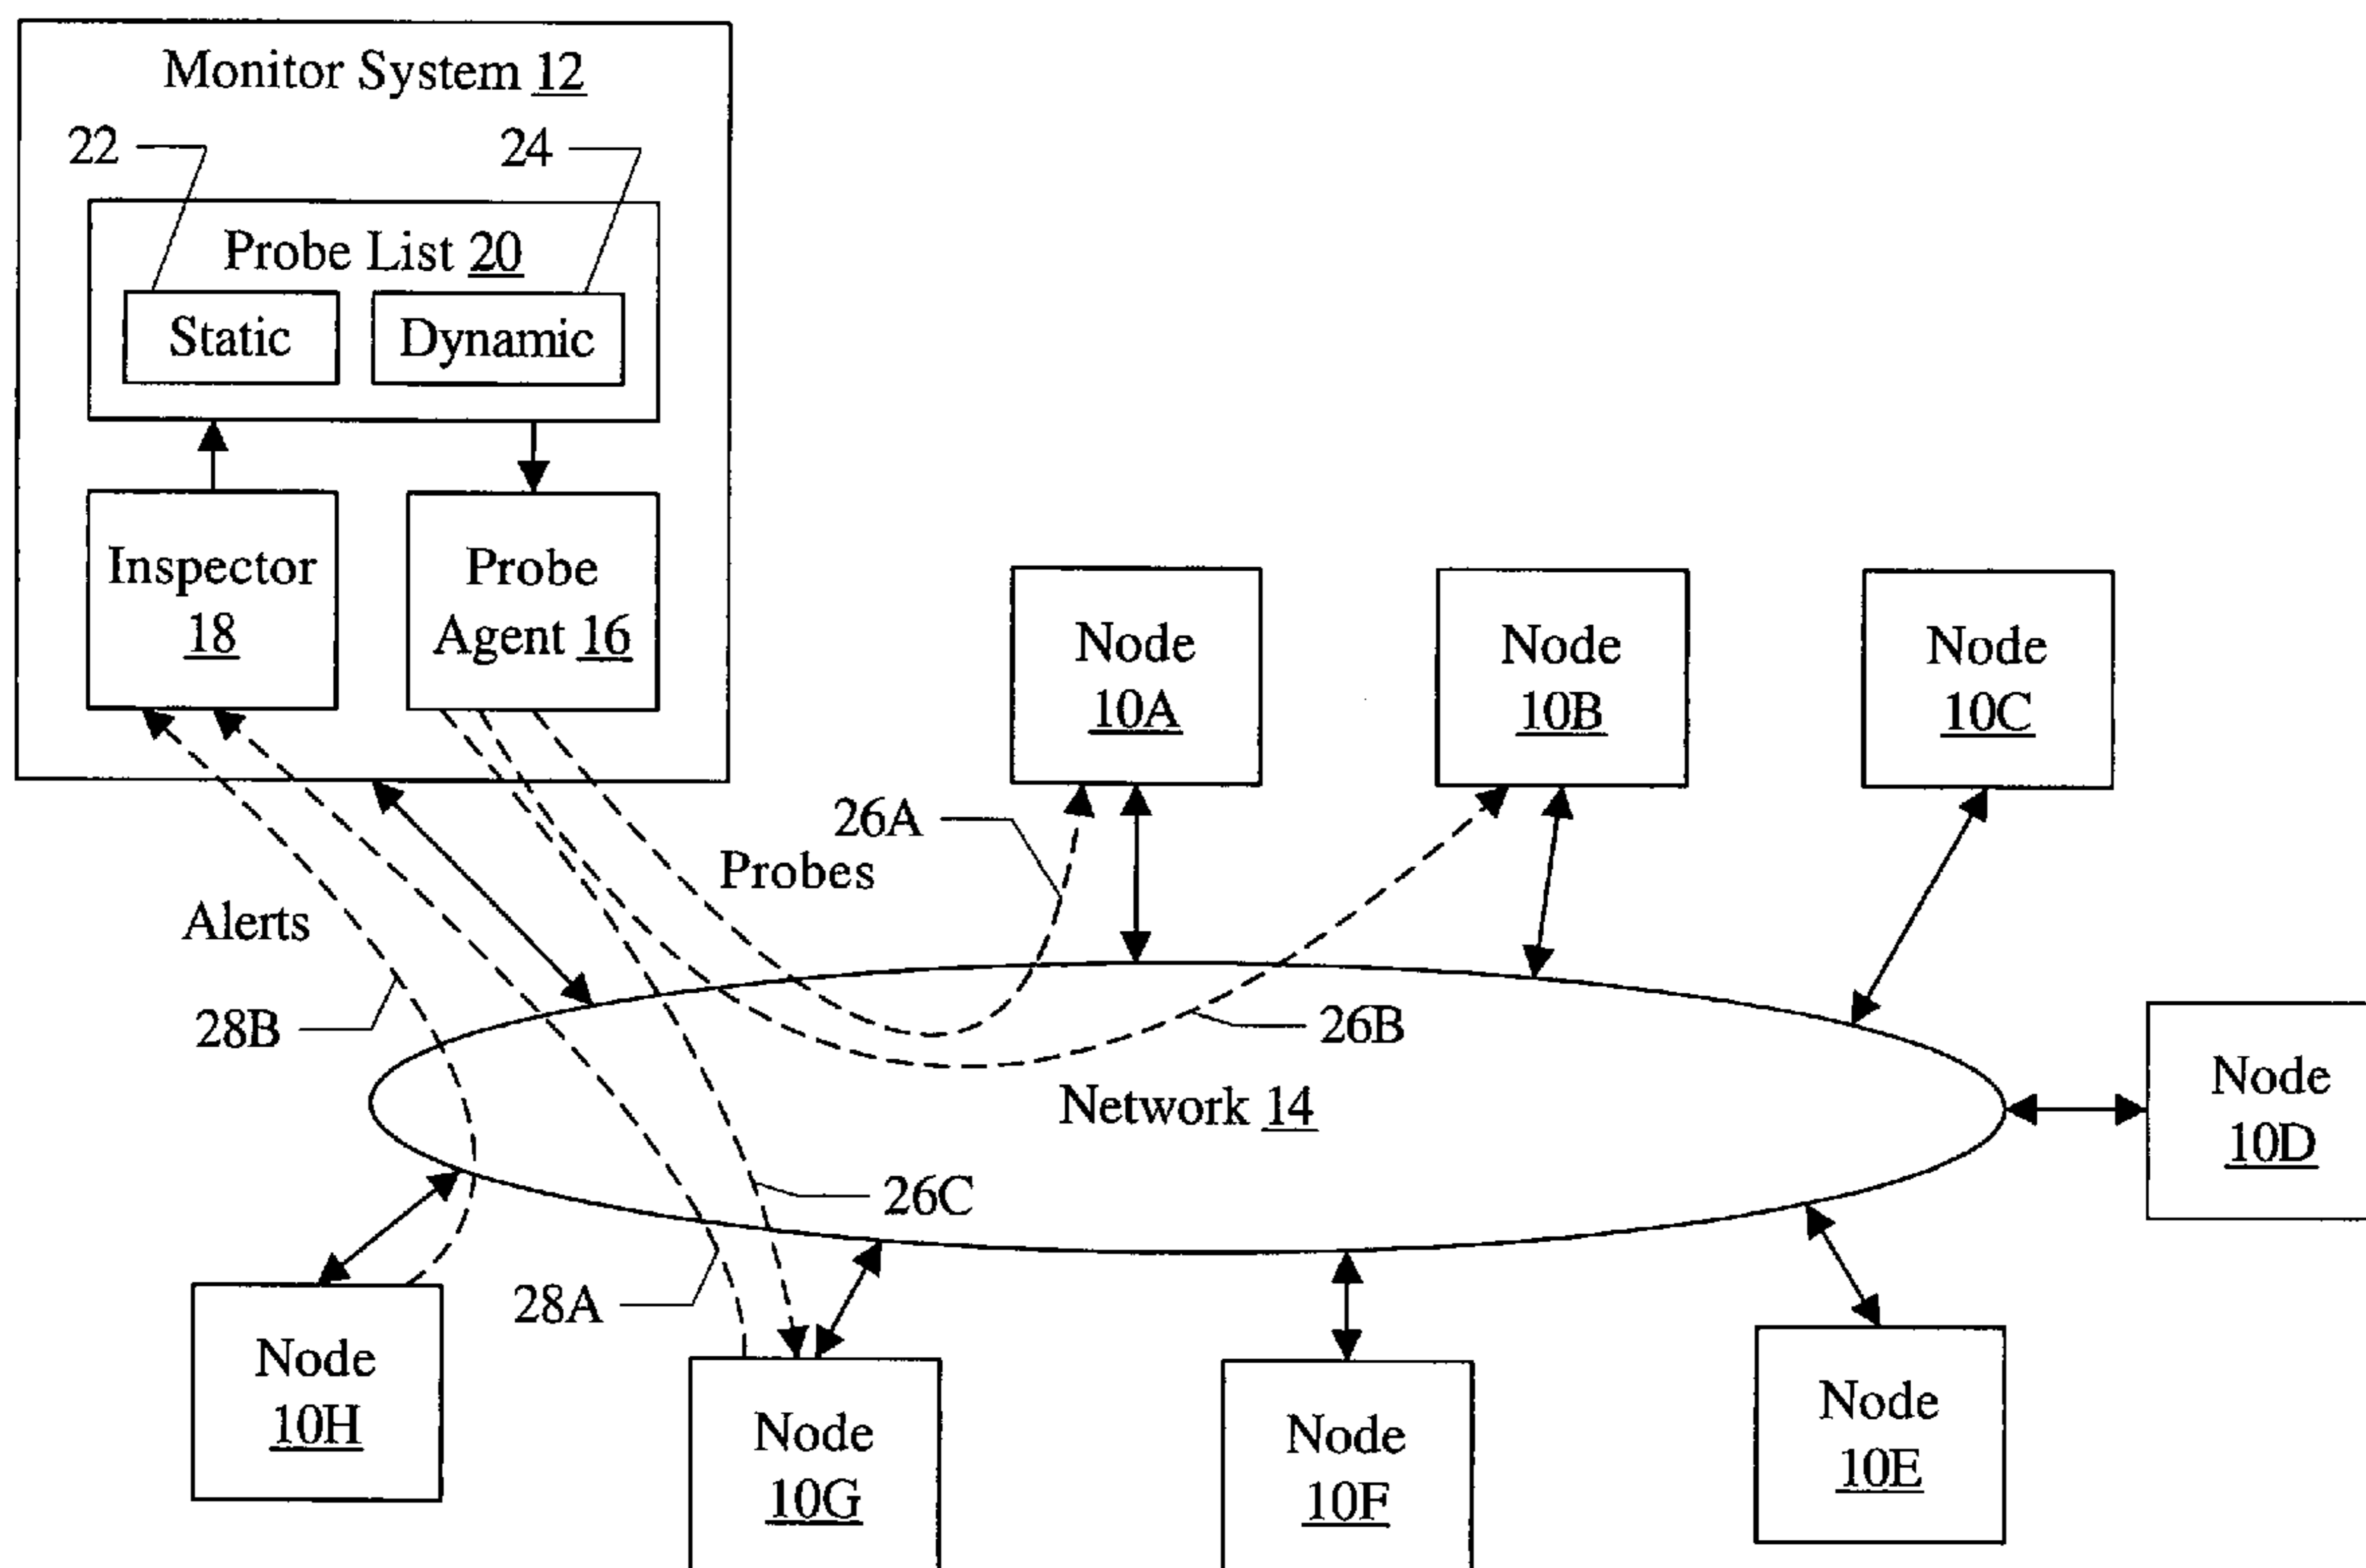 Monitor System 12
22
24
Probe List 20
Static
Dynamic
Inspector
18
Probe
Agent 16
Node
10A
Node
10B
Node
10C
26A
Probes
Alerts
28B
26B
Network 14
Node
10D
26C
28A
Node
10H
Node
10G
Node
10F
Node
10E